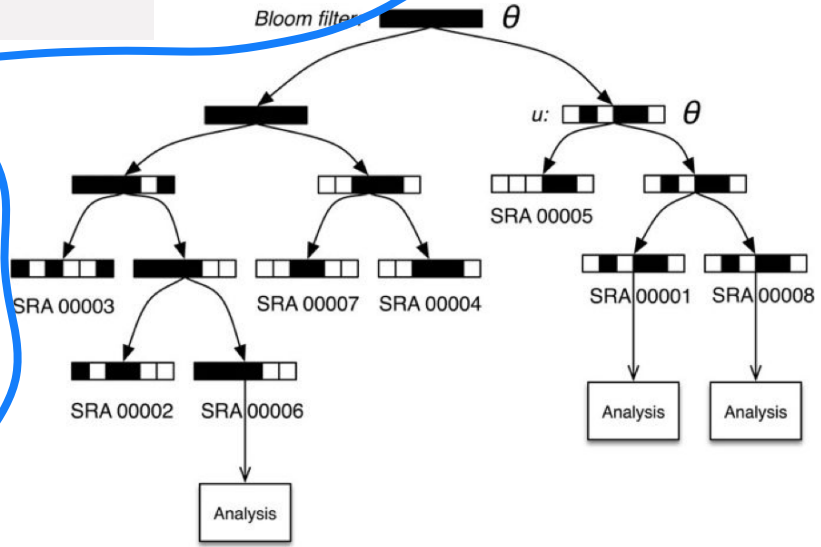 Bloom filter: θ
u: θ
SRA 00005
SRA 00003
SRA 00007
SRA 00004
SRA 00001
SRA 00008
SRA 00002
SRA 00006
Analysis
Analysis
Analysis